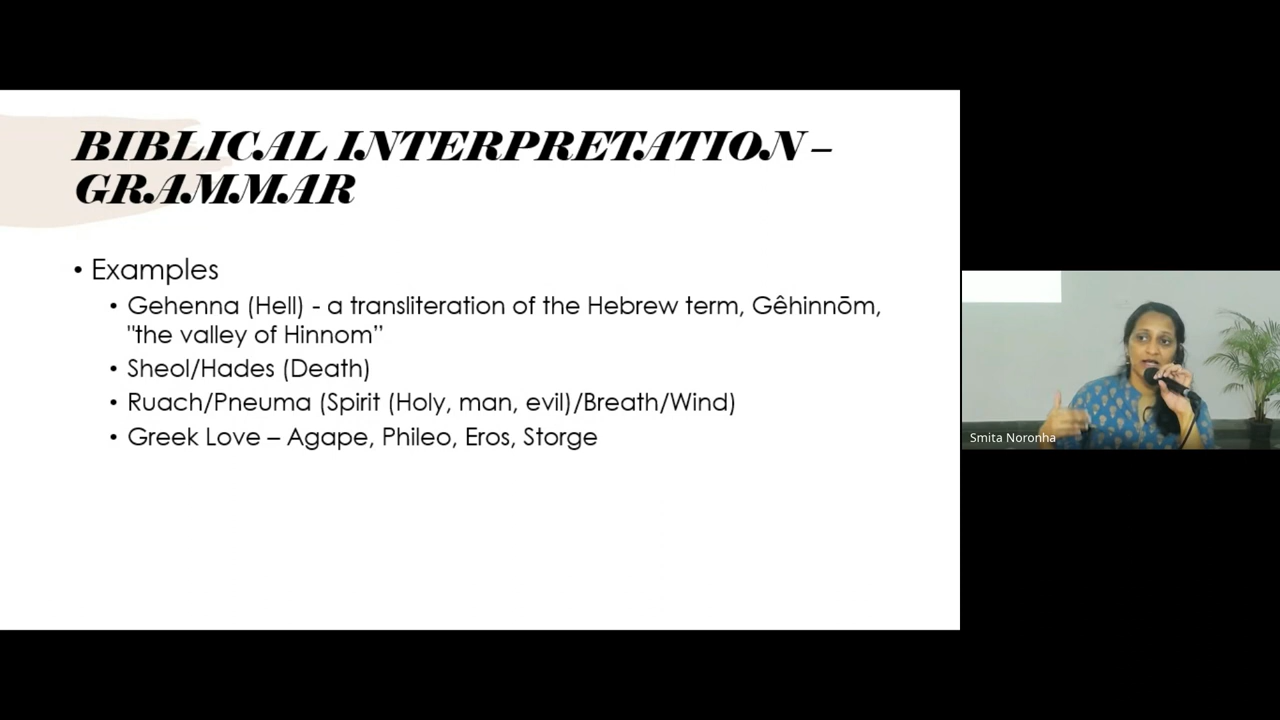 BIBLICAL INTERPRETATION –
GRAMMAR
• Examples
• Gehenna (Hell) - a transliteration of the Hebrew term, Gêhinnōm,
"the valley of Hinnom”
• Sheol/Hades (Death)
• Ruach/Pneuma (Spirit (Holy, man, evil)/Breath/Wind)
• Greek Love – Agape, Phileo, Eros, Storge
Smita Noronha